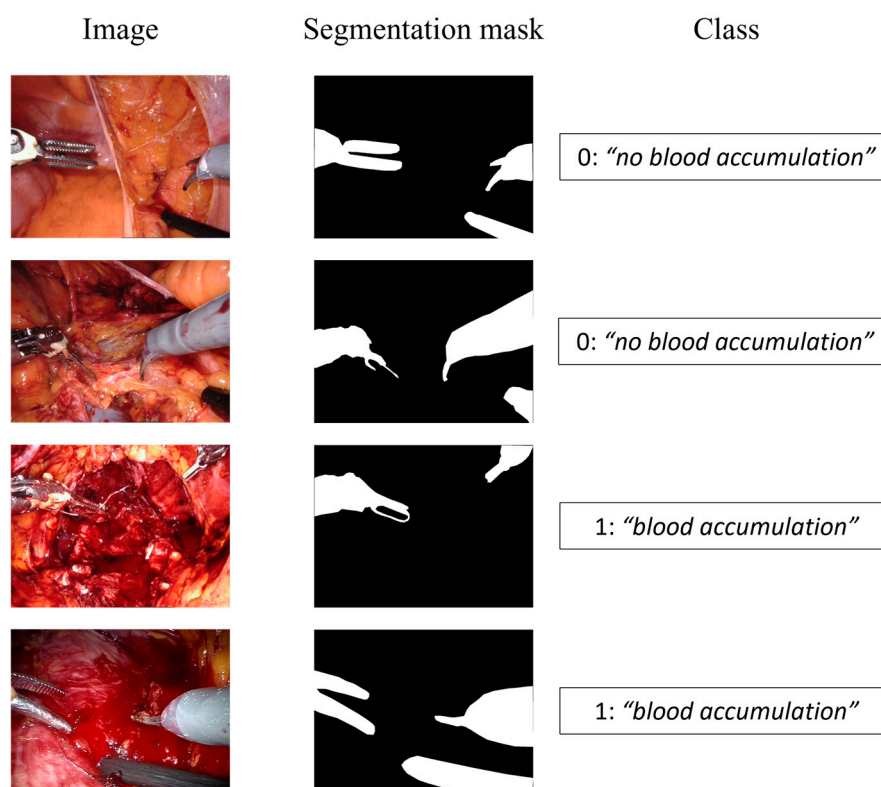 Image Segmentation mask Class
0: “no blood accumulation”
0: “no blood accumulation”
1: “blood accumulation”
1: “blood accumulation”